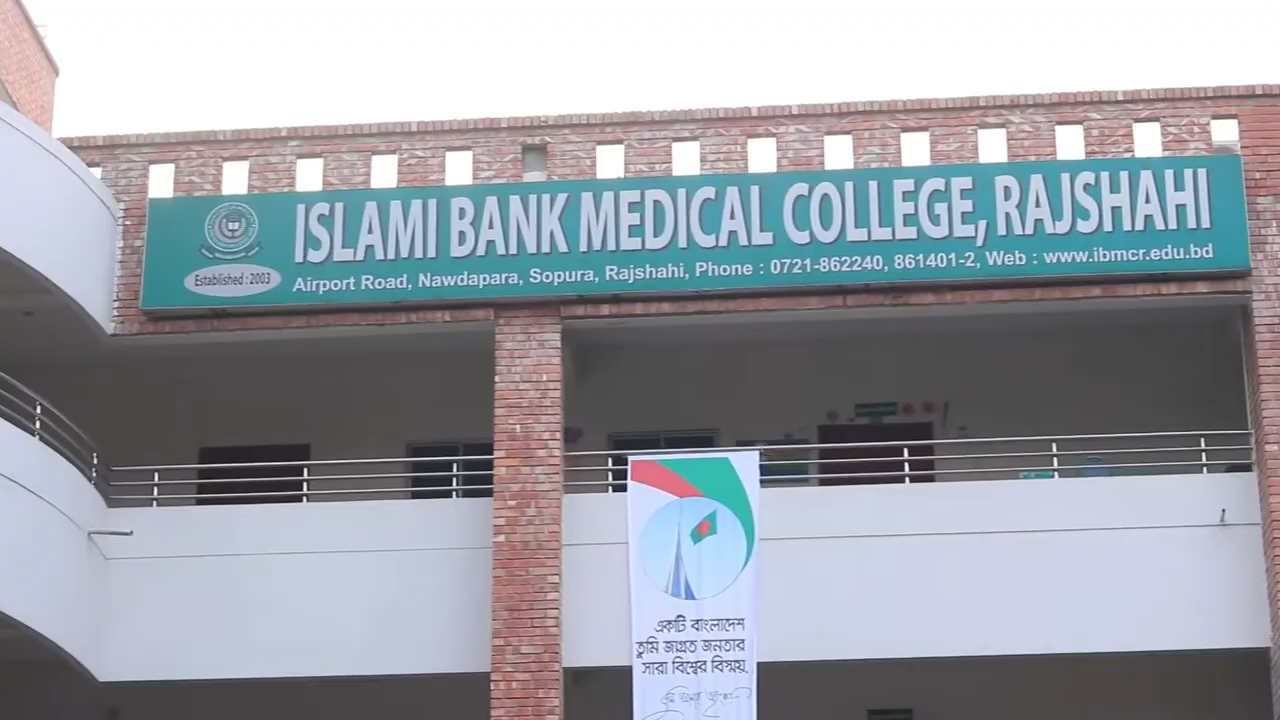 ISLAMI BANK MEDICAL COLLEGE, RAJSHAHI
Established : 2003
Airport Road, Nawdapara, Sopura, Rajshahi, Phone : 0721-862240, 861401-2, Web : www.ibmcr.edu.bd
একটি বাংলাদেশ
তুমি জাগ্রত জনতার
সারা বিশ্বের বিস্ময়,